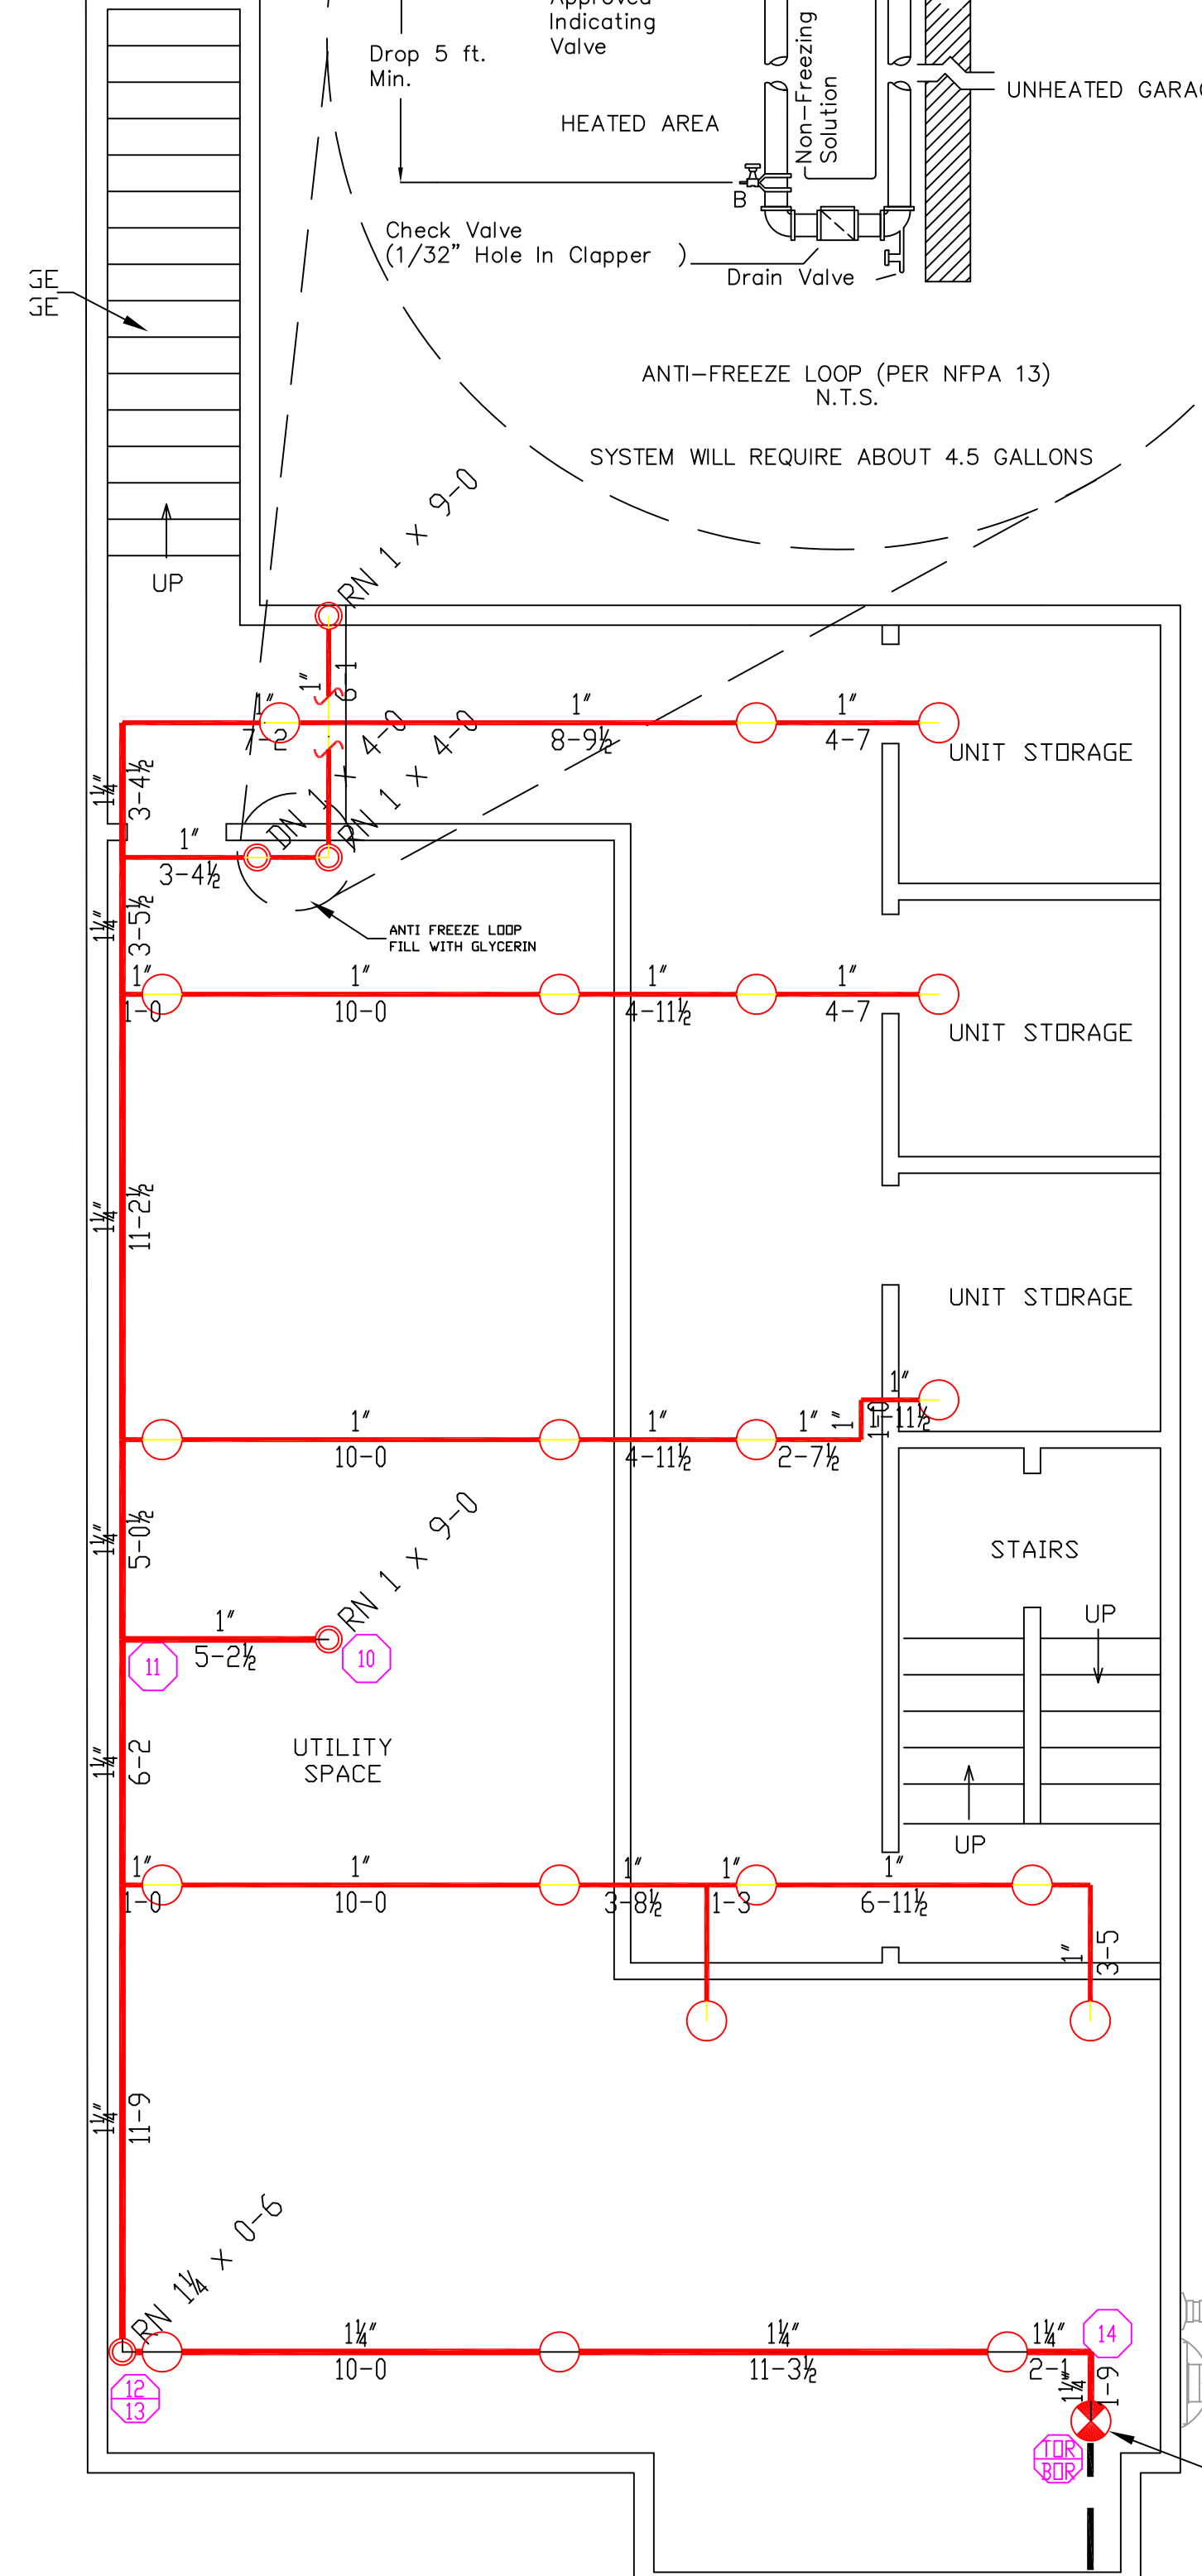 Approved
Indicating
Valve
Drop 5 ft.
Min.
HEATED AREA
Non-Freezing
Solution
UNHEATED GARA
B
Check Valve
(1/32" Hole In Clapper )
Drain Valve
GE
GE
ANTI-FREEZE LOOP (PER NFPA 13)
N.T.S.
SYSTEM WILL REQUIRE ABOUT 4.5 GALLONS
UP
RN 1 x 9-0
1"
6-1
1"
7-2
1"
8-9½
1"
4-7
UNIT STORAGE
1¼"
3-4½
DN 1 x 4-0
RN 1 x 4-0
1"
3-4½
1¼"
3-5½
ANTI FREEZE LOOP
FILL WITH GLYCERIN
1"
1-0
1"
10-0
1"
4-11½
1"
4-7
UNIT STORAGE
1¼"
11-2½
UNIT STORAGE
1"
10-0
1"
4-11½
1"
2-7½
1"
1-0
1"
1-11½
1¼"
5-0½
RN 1 x 9-0
STAIRS
1"
5-2½
UP
11
10
1¼"
6-2
UTILITY
SPACE
UP
1"
1-0
1"
10-0
1"
3-8½
1"
1-3
1"
6-11½
1"
3-5
1¼"
11-9
RN 1¼ x 0-6
1¼"
10-0
1¼"
11-3½
1¼"
2-1
14
1¼"
1-9
12
13
TOR
BOR